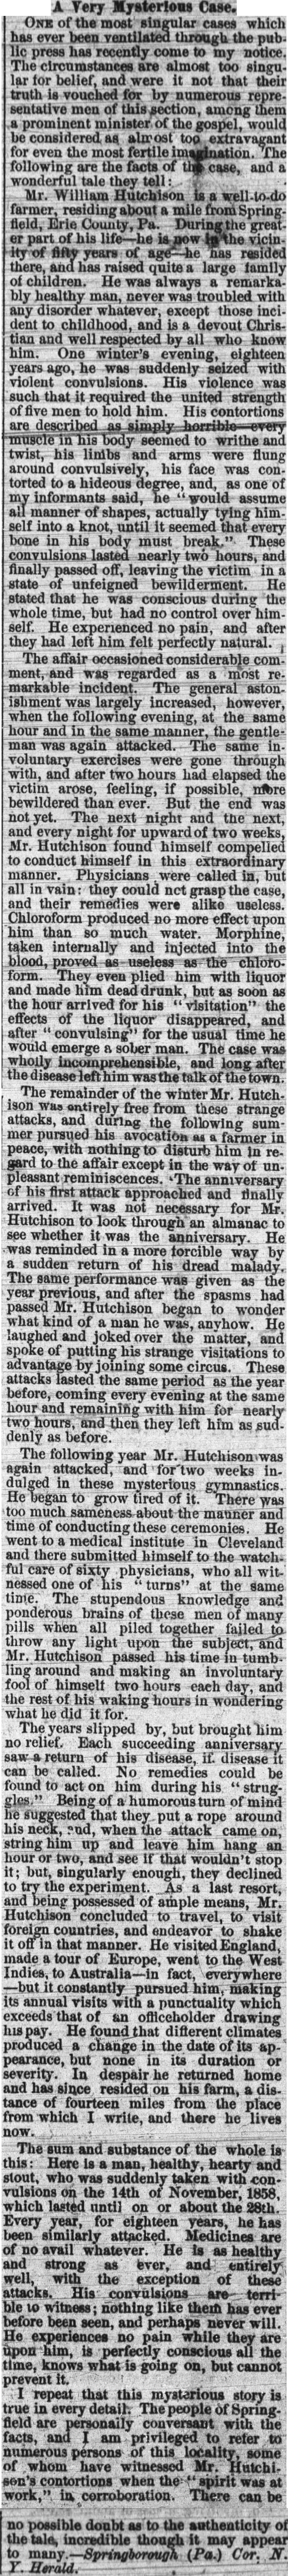 A Very Mysterious Case.
ONE of the most singular cases which
has ever been ventilated through the pub-
lic press has recently come to my notice.
The circumstances are almost too singu-
lar for belief, and were it not that their
truth is vouched for by numerous repre-
sentative men of this section, among them
a prominent minister of the gospel, would
be considered as almost too extravagant
for even the most fertile imagination. The
following are the facts of the case, and a
wonderful tale they tell:
Mr. William Hutchison is a well-to-do
farmer, residing about a mile from Spring-
field, Erie County, Pa. During the great-
er part of his life—he is now in the vicin-
ity of fifty years of age—he has resided
there, and has raised quite a large family
of children. He was always a remarka-
bly healthy man, never was troubled with
any disorder whatever, except those inci-
dent to childhood, and is a devout Chris-
tian and well respected by all who know
him. One winter's evening, eighteen
years ago, he was suddenly seized with
violent convulsions. His violence was
such that it required the united strength
of five men to hold him. His contortions
are described as simply horrible—every
muscle in his body seemed to writhe and
twist, his limbs and arms were flung
around convulsively, his face was con-
torted to a hideous degree, and, as one of
my informants said, he "would assume
all manner of shapes, actually tying him-
self into a knot, until it seemed that every
bone in his body must break." These
convulsions lasted nearly two hours, and
finally passed off, leaving the victim in a
state of unfeigned bewilderment. He
stated that he was conscious during the
whole time, but had no control over him-
self. He experienced no pain, and after
they had left him felt perfectly natural.
The affair occasioned considerable com-
ment, and was regarded as a most re-
markable incident. The general aston-
ishment was largely increased, however,
when the following evening, at the same
hour and in the same manner, the gentle-
man was again attacked. The same in-
voluntary exercises were gone through
with, and after two hours had elapsed the
victim arose, feeling, if possible, more
bewildered than ever. But the end was
not yet. The next night and the next,
and every night for upward of two weeks,
Mr. Hutchison found himself compelled
to conduct himself in this extraordinary
manner. Physicians were called in, but
all in vain: they could not grasp the case,
and their remedies were alike useless.
Chloroform produced no more effect upon
him than so much water. Morphine,
taken internally and injected into the
blood, proved as useless as the chloro-
form. They even plied him with liquor
and made him dead drunk, but as soon as
the hour arrived for his "visitation" the
effects of the liquor disappeared, and
after "convulsing" for the usual time he
would emerge a sober man. The case was
wholly incomprehensible, and long after
the disease left him was the talk of the town.
The remainder of the winter Mr. Hutch-
ison was entirely free from these strange
attacks, and during the following sum-
mer pursued his avocation as a farmer in
peace, with nothing to disturb him in re-
gard to the affair except in the way of un-
pleasant reminiscences. The anniversary
of his first attack approached and finally
arrived. It was not necessary for Mr.
Hutchison to look through an almanac to
see whether it was the anniversary. He
was reminded in a more forcible way by
a sudden return of his dread malady.
The same performance was given as the
year previous, and after the spasms had
passed Mr. Hutchison began to wonder
what kind of a man he was, anyhow. He
laughed and joked over the matter, and
spoke of putting his strange visitations to
advantage by joining some circus. These
attacks lasted the same period as the year
before, coming every evening at the same
hour and remaining with him for nearly
two hours, and then they left him as sud-
denly as before.
The following year Mr. Hutchison was
again attacked, and for two weeks in-
dulged in these mysterious gymnastics.
He began to grow tired of it. There was
too much sameness about the manner and
time of conducting these ceremonies. He
went to a medical institute in Cleveland
and there submitted himself to the watch-
ful care of sixty physicians, who all wit-
nessed one of his "turns" at the same
time. The stupendous knowledge and
ponderous brains of these men of many
pills when all piled together failed to
throw any light upon the subject, and
Mr. Hutchison passed his time in tumb-
ling around and making an involuntary
fool of himself two hours each day, and
the rest of his waking hours in wondering
what he did it for.
The years slipped by, but brought him
no relief. Each succeeding anniversary
saw a return of his disease, if disease it
can be called. No remedies could be
found to act on him during his "strug-
gles." Being of a humorous turn of mind
he suggested that they put a rope around
his neck, and, when the attack came on,
string him up and leave him hang an
hour or two, and see if that wouldn't stop
it; but, singularly enough, they declined
to try the experiment. As a last resort,
and being possessed of ample means, Mr.
Hutchison concluded to travel, to visit
foreign countries, and endeavor to shake
it off in that manner. He visited England,
made a tour of Europe, went to the West
Indies, to Australia—in fact, everywhere
—but it constantly pursued him, making
its annual visits with a punctuality which
exceeds that of an officeholder drawing
his pay. He found that different climates
produced a change in the date of its ap-
pearance, but none in its duration or
severity. In despair he returned home
and has since resided on his farm, a dis-
tance of fourteen miles from the place
from which I write, and there he lives
now.
The sum and substance of the whole is
this: Here is a man, healthy, hearty and
stout, who was suddenly taken with con-
vulsions on the 14th of November, 1858,
which lasted until on or about the 28th.
Every year, for eighteen years, he has
been similarly attacked. Medicines are
of no avail whatever. He is as healthy
and strong as ever, and entirely
well, with the exception of these
attacks. His convulsions are terri-
ble to witness; nothing like them has ever
before been seen, and perhaps never will.
He experiences no pain while they are
upon him, is perfectly conscious all the
time, knows what is going on, but cannot
prevent it.
I repeat that this mysterious story is
true in every detail. The people of Spring-
field are personally conversant with the
facts, and I am privileged to refer to
numerous persons of this locality, some
of whom have witnessed Mr. Hutchi-
son's contortions when the "spirit was at
work," in corroboration. There can be
no possible doubt as to the authenticity of
the tale, incredible though it may appear
to many.—Springborough (Pa.) Cor. N.
Y. Herald.